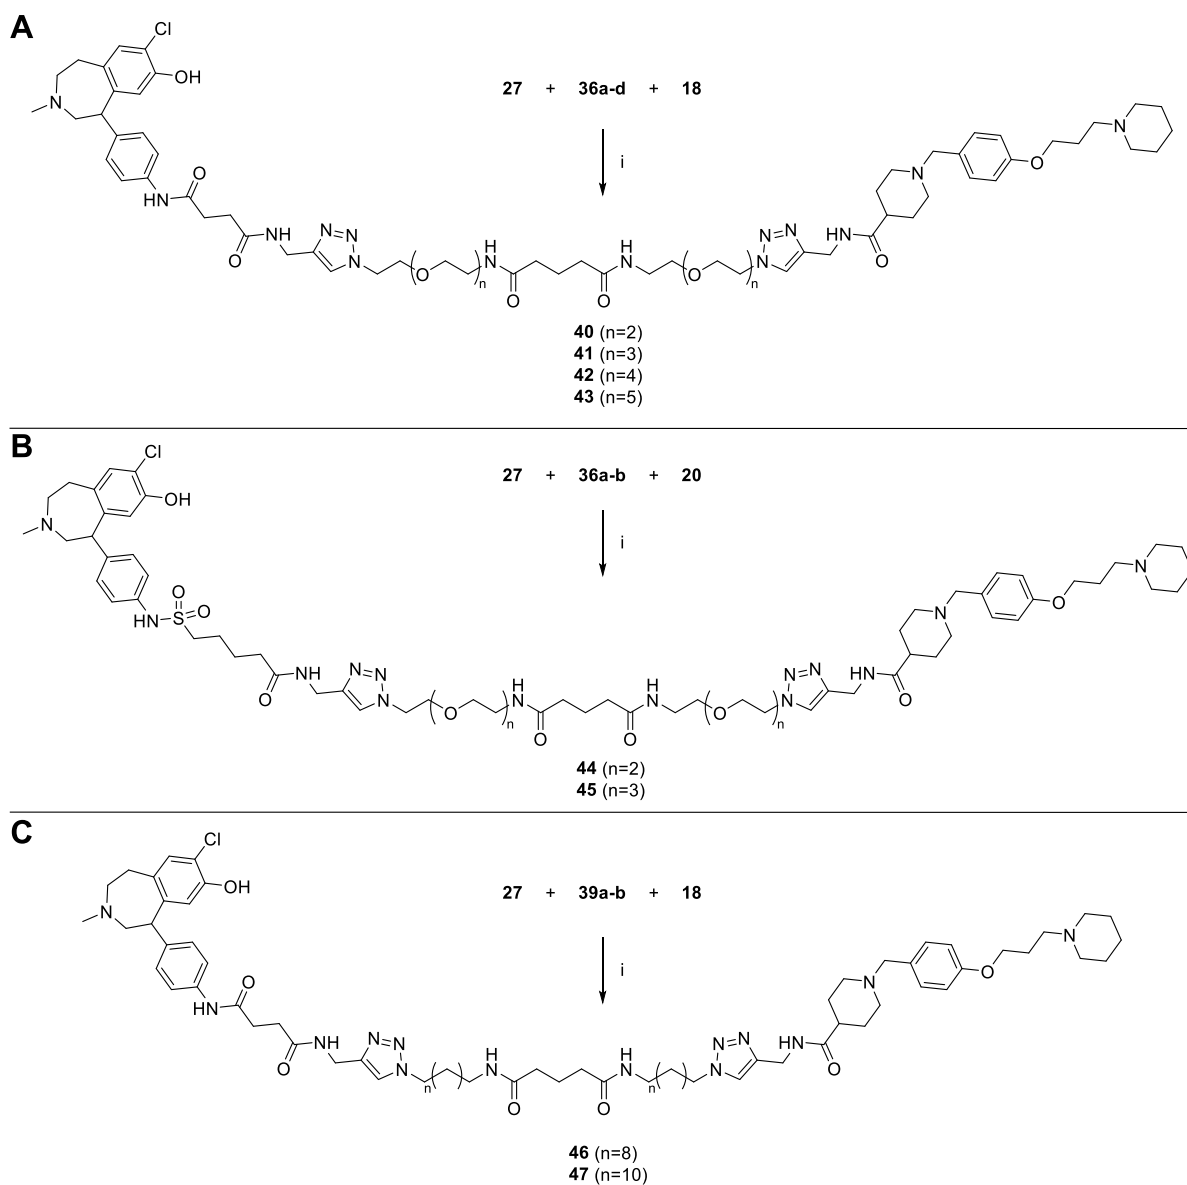 A
Cl
OH
N
27 + 36a-d + 18
i
HN
O
NH
O
N=N
N
O
n
H
N
O
O
H
N
O
n
N=N
N
HN
O
N
O
N
40 (n=2)
41 (n=3)
42 (n=4)
43 (n=5)
B
Cl
OH
N
27 + 36a-b + 20
i
HN
O
S
O
NH
O
N=N
N
O
n
H
N
O
O
H
N
O
n
N=N
N
HN
O
N
O
N
44 (n=2)
45 (n=3)
C
Cl
OH
N
27 + 39a-b + 18
i
HN
O
NH
O
N=N
N
n
H
N
O
O
H
N
n
N=N
N
HN
O
N
O
N
46 (n=8)
47 (n=10)